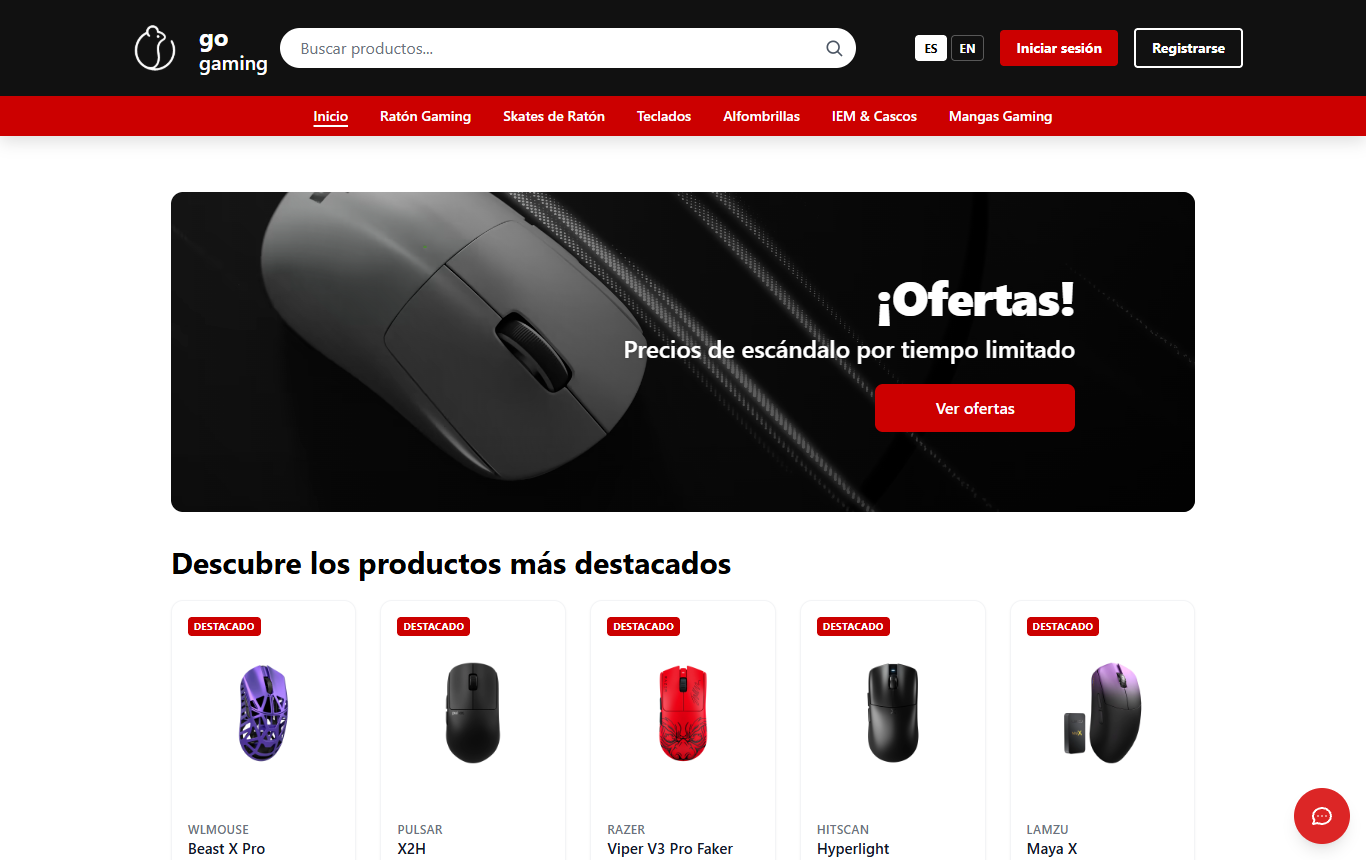 go
gaming
Buscar productos...
ES
EN
Iniciar sesión
Registrarse
Inicio
Ratón Gaming
Skates de Ratón
Teclados
Alfombrillas
IEM & Cascos
Mangas Gaming
¡Ofertas!
Precios de escándalo por tiempo limitado
Ver ofertas
Descubre los productos más destacados
DESTACADO
DESTACADO
DESTACADO
DESTACADO
DESTACADO
WLMOUSE
Beast X Pro
PULSAR
X2H
RAZER
Viper V3 Pro Faker
HITSCAN
Hyperlight
LAMZU
Maya X